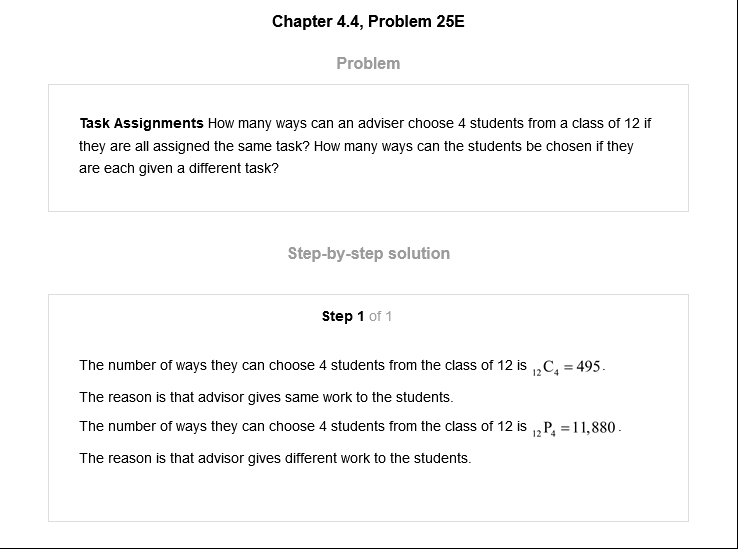 Chapter 4.4, Problem 25E
Problem
Task Assignments How many ways can an adviser choose 4 students from a class of 12 if
they are all assigned the same task? How many ways can the students be chosen if they
are each given a different task?
Step-by-step solution
Step 1 of 1
The number of ways they can choose 4 students from the class of 12 is ₁₂C₄ = 495.
The reason is that advisor gives same work to the students.
The number of ways they can choose 4 students from the class of 12 is ₁₂P₄ = 11,880.
The reason is that advisor gives different work to the students.